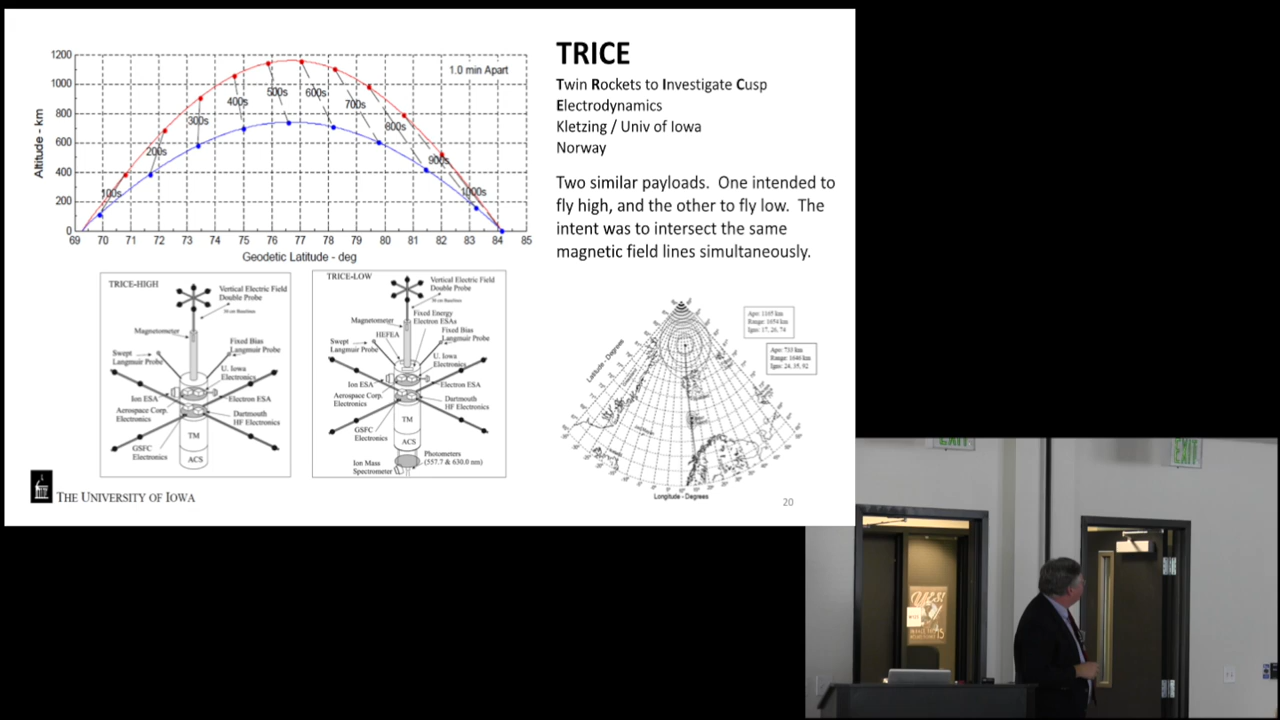 TRICE
Twin Rockets to Investigate Cusp
Electrodynamics
Kletzing / Univ of Iowa
Norway
Two similar payloads. One intended to
fly high, and the other to fly low. The
intent was to intersect the same
magnetic field lines simultaneously.
1200
1000
800
600
400
200
0
Altitude - km
1.0 min Apart
100s
200s
300s
400s
500s
600s
700s
800s
900s
1000s
69 70 71 72 73 74 75 76 77 78 79 80 81 82 83 84 85
Geodetic Latitude - deg
TRICE-HIGH
Vertical Electric Field
Double Probe
Magnetometer
Swept
Langmuir Probe
Fixed Bias
Langmuir Probe
U. Iowa
Electronics
Ion ESA
Electron ESA
Aerospace Corp.
Electronics
Dartmouth
HF Electronics
GSFC
Electronics
TM
ACS
TRICE-LOW
Vertical Electric Field
Double Probe
Fixed Energy
Electron ESAs
Magnetometer
HEFEA
Fixed Bias
Langmuir Probe
Swept
Langmuir Probe
U. Iowa
Electronics
Ion ESA
Electron ESA
Aerospace Corp.
Electronics
Dartmouth
HF Electronics
GSFC
Electronics
TM
ACS
Photometers
(557.7 & 630.0 nm)
Ion Mass
Spectrometer
Latitude - Degrees
Longitude - Degrees
THE UNIVERSITY OF IOWA
20
EXIT
EXIT